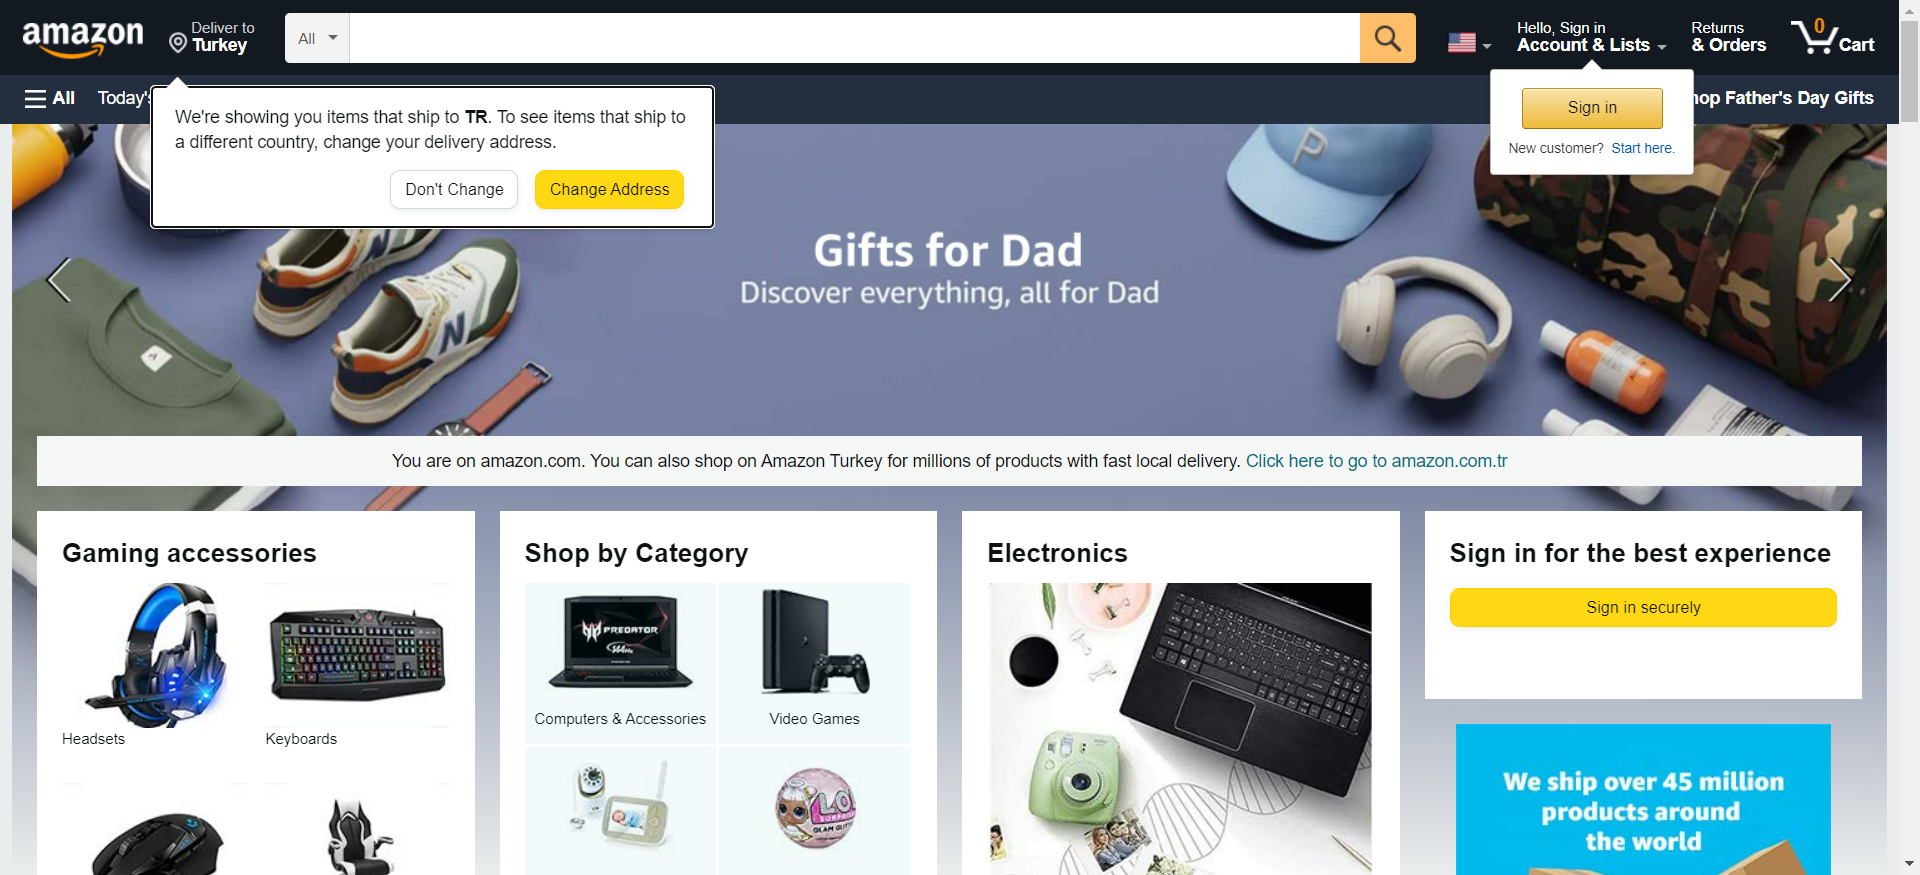 amazon
Deliver to
Turkey
All
Hello, Sign in
Account & Lists
Returns
& Orders
0
Cart
All
Today's
Shop Father's Day Gifts
We're showing you items that ship to TR. To see items that ship to
a different country, change your delivery address.
Don't Change
Change Address
Sign in
New customer? Start here.
Gifts for Dad
Discover everything, all for Dad
You are on amazon.com. You can also shop on Amazon Turkey for millions of products with fast local delivery. Click here to go to amazon.com.tr
Gaming accessories
Headsets
Keyboards
Shop by Category
PREDATOR
144Hz
Computers & Accessories
Video Games
L.O.L.
SURPRISE
GLAM GLITTER
Electronics
Sign in for the best experience
Sign in securely
We ship over 45 million
products around
the world